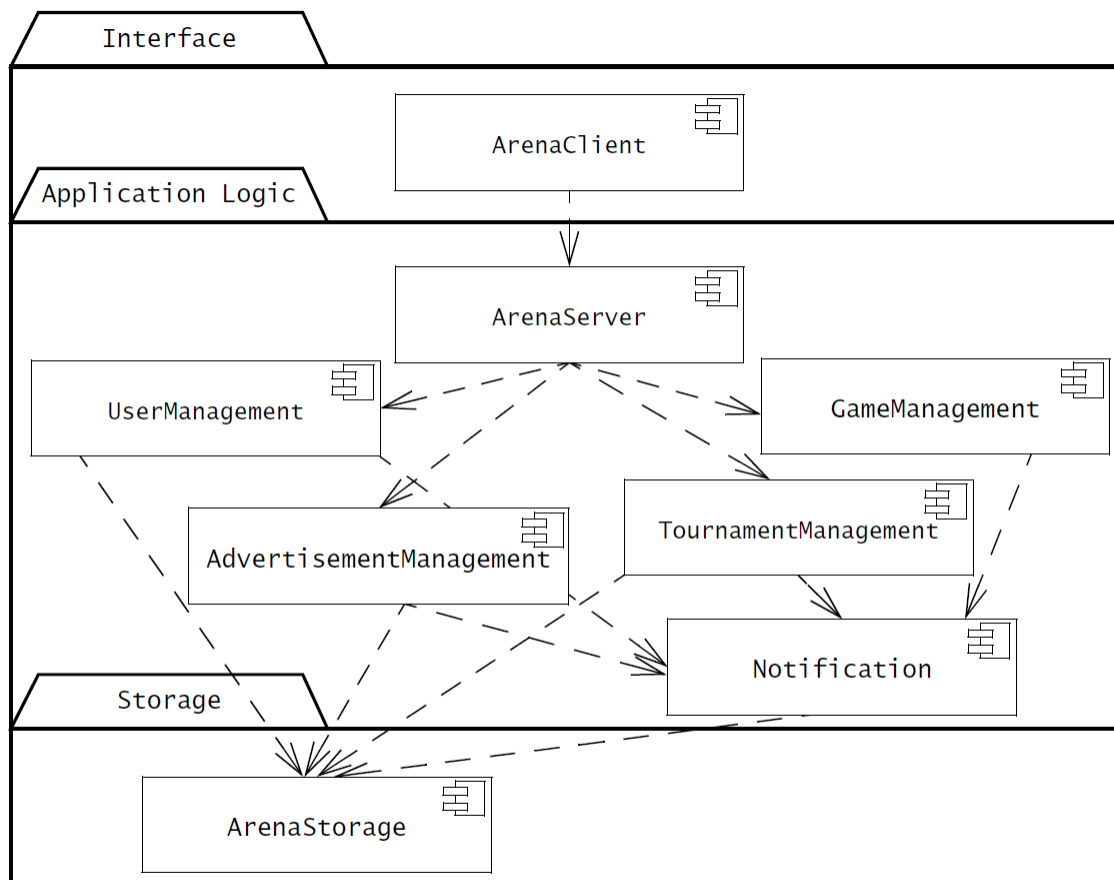 Interface
ArenaClient
Application Logic
ArenaServer
UserManagement
GameManagement
AdvertisementManagement
TournamentManagement
Notification
Storage
ArenaStorage